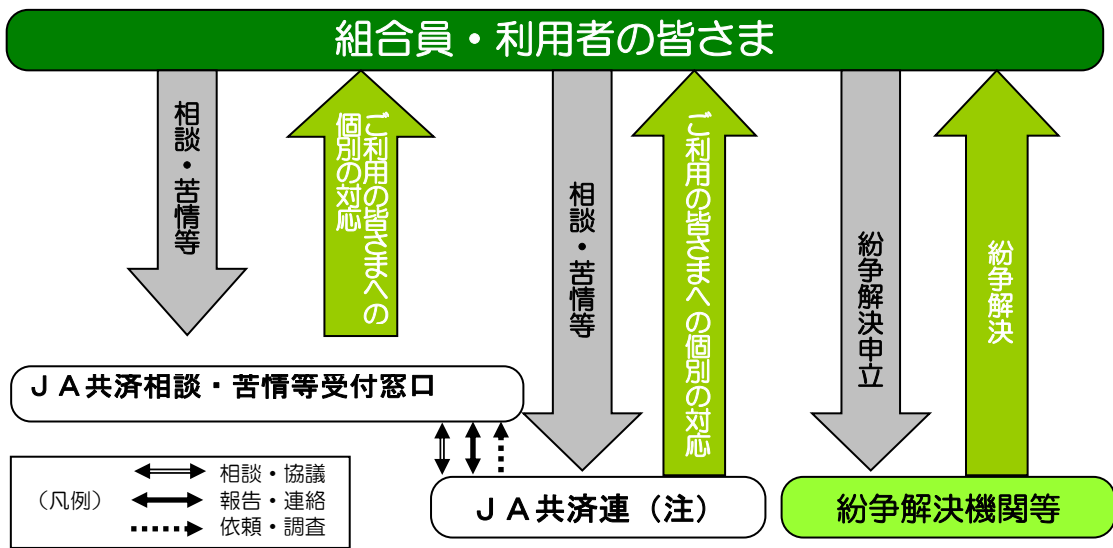 組合員・利用者の皆さま
相談・苦情等
ご利用の皆さまへの
個別の対応
相談・苦情等
ご利用の皆さまへの個別の対応
紛争解決申立
紛争解決
ＪＡ共済相談・苦情等受付窓口
（凡例）
相談・協議
報告・連絡
依頼・調査
ＪＡ共済連（注）
紛争解決機関等